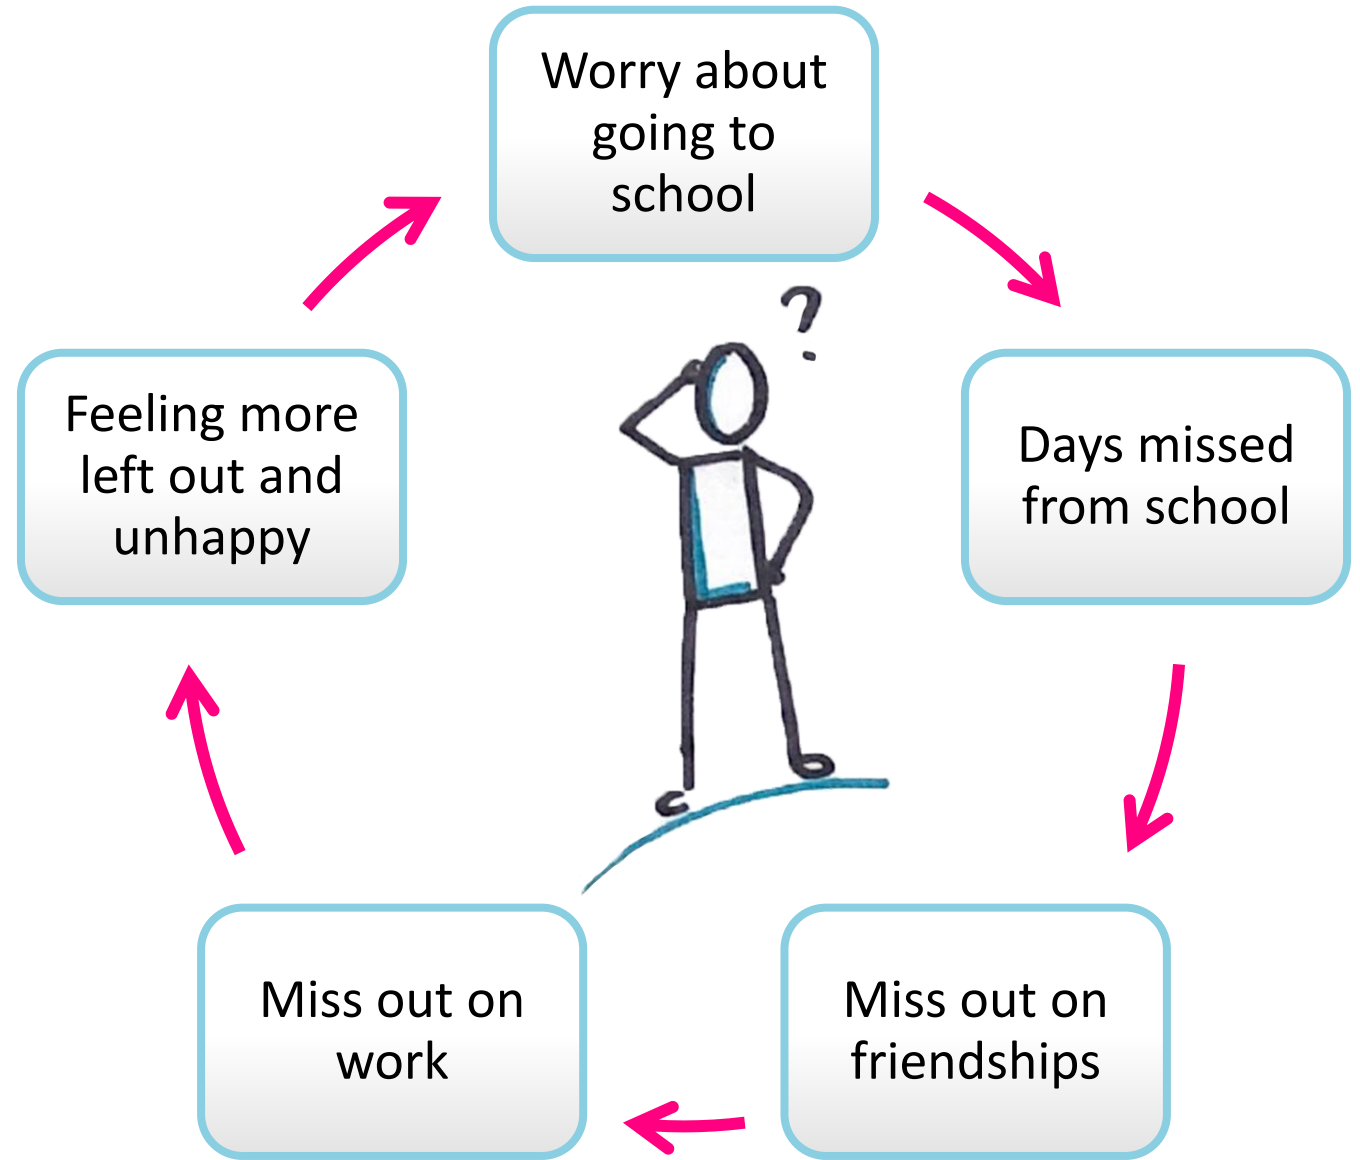 Worry about
going to
school
?
Days missed
from school
Miss out on
friendships
Miss out on
work
Feeling more
left out and
unhappy